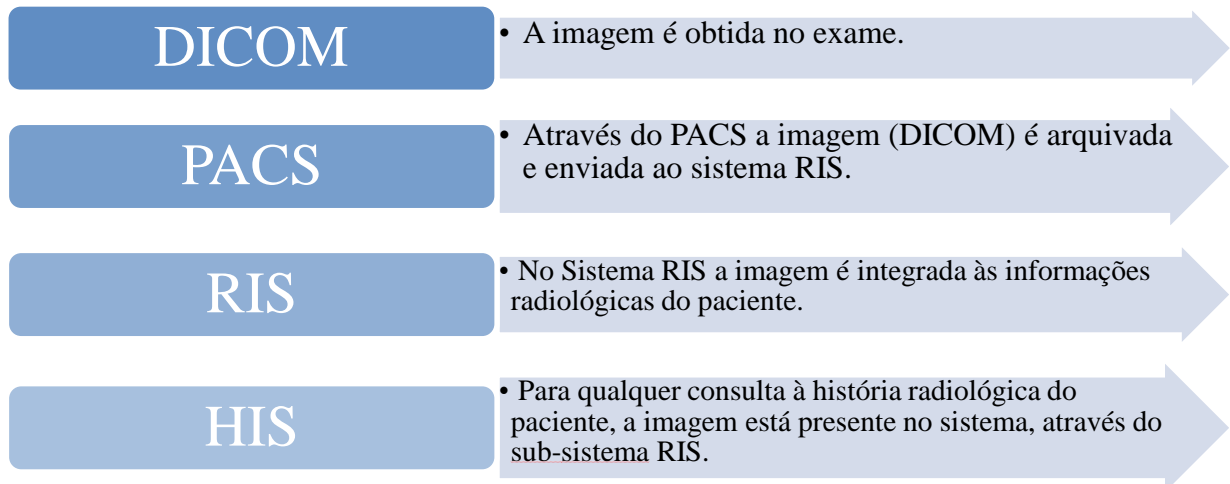 DICOM
• A imagem é obtida no exame.
PACS
• Através do PACS a imagem (DICOM) é arquivada
e enviada ao sistema RIS.
RIS
• No Sistema RIS a imagem é integrada às informações
radiológicas do paciente.
HIS
• Para qualquer consulta à história radiológica do
paciente, a imagem está presente no sistema, através do
sub-sistema RIS.